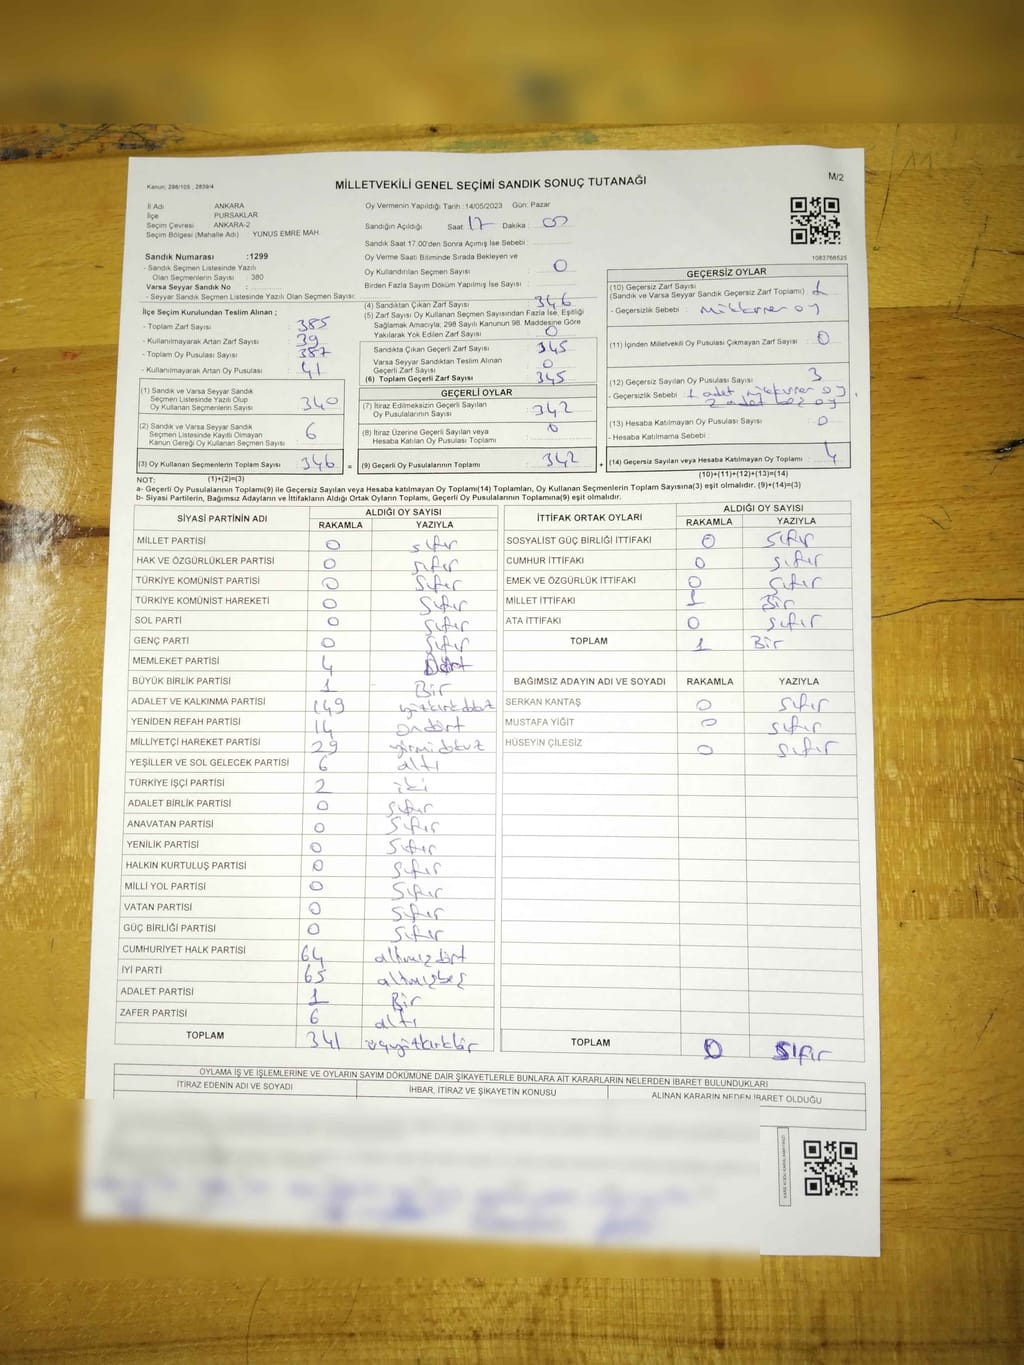 Kanun; 298/105 , 2839/4
MİLLETVEKİLİ GENEL SEÇİMİ SANDIK SONUÇ TUTANAĞI
M/2
İl Adı ANKARA
İlçe PURSAKLAR
Seçim Çevresi ANKARA-2
Seçim Bölgesi (Mahalle Adı) YUNUS EMRE MAH
Sandık Numarası :1299
- Sandık Seçmen Listesinde Yazılı
Olan Seçmenlerin Sayısı : 380
Varsa Seyyar Sandık No :
- Seyyar Sandık Listesinde Yazılı Olan Seçmen Sayısı:
İlçe Seçim Kurulundan Teslim Alınan ;
- Toplam Zarf Sayısı : 385
- Kullanılmayarak Artan Zarf Sayısı : 39
- Toplam Oy Pusulası Sayısı : 387
- Kullanılmayarak Artan Oy Pusulası : 41
(1) Sandık ve Varsa Seyyar Sandık
Seçmen Listesinde Yazılı Olup
Oy Kullanan Seçmenlerin Sayısı : 340
(2) Sandık ve Varsa Seyyar Sandık
Seçmen Listesinde Kayıtlı Olmayan
Kanun Gereği Oy Kullanan Seçmen Sayısı : 6
(3) Oy Kullanan Seçmenlerin Toplam Sayısı : 346 =
Oy Vermenin Yapıldığı Tarih :14/05/2023 Gün: Pazar
Sandığın Açıldığı Saat 17 Dakika : 00
Sandık Saat 17.00'den Sonra Açımış İse Sebebi :
Oy Verme Saati Bitiminde Sırada Bekleyen ve
Oy Kullandırılan Seçmen Sayısı : 0
Birden Fazla Sayım Döküm Yapılmış İse Sayısı :
(4) Sandıktan Çıkan Zarf Sayısı : 346
(5) Zarf Sayısı Oy Kullanan Seçmen Sayısından Fazla İse, Eşitliği
Sağlamak Amacıyla, 298 Sayılı Kanunun 98. Maddesine Göre
Yakılarak Yok Edilen Zarf Sayısı : 0
Sandıkta Çıkan Geçerli Zarf Sayısı : 345
Varsa Seyyar Sandıktan Teslim Alınan
Geçerli Zarf Sayısı : 0
(6) Toplam Geçerli Zarf Sayısı : 345
GEÇERLİ OYLAR
(7) İtiraz Edilmeksizin Geçerli Sayılan
Oy Pusulalarının Sayısı : 342
(8) İtiraz Üzerine Geçerli Sayılan veya
Hesaba Katılan Oy Pusulası Toplamı : 0
(9) Geçerli Oy Pusulalarının Toplamı : 342 +
1083766525
GEÇERSİZ OYLAR
(10) Geçersiz Zarf Sayısı
(Sandık ve Varsa Seyyar Sandık Geçersiz Zarf Toplamı) : 1
- Geçersizlik Sebebi : oy
(11) İçinden Milletvekili Oy Pusulası Çıkmayan Zarf Sayısı : 0
(12) Geçersiz Sayılan Oy Pusulası Sayısı : 3
- Geçersizlik Sebebi : 1 adet oy,
2 adet boş oy
(13) Hesaba Katılmayan Oy Pusulası Sayısı : 0
- Hesaba Katılmama Sebebi :
(14) Geçersiz Sayılan veya Hesaba Katılmayan Oy Toplamı : 4
NOT: (1)+(2)=(3) (10)+(11)+(12)+(13)=(14)
a- Geçerli Oy Pusulalarının Toplamı(9) ile Geçersiz Sayılan veya Hesaba katılmayan Oy Toplamı(14) Toplamları, Oy Kullanan Seçmenlerin Toplam Sayısına(3) eşit olmalıdır. (9)+(14)=(3)
b- Siyasi Partilerin, Bağımsız Adayların ve İttifakların Aldığı Ortak Oyların Toplamı, Geçerli Oy Pusulalarının Toplamına(9) eşit olmalıdır.
SİYASİ PARTİNİN ADI ALDIĞI OY SAYISI
RAKAMLA YAZIYLA
MİLLET PARTİSİ 0 sıfır
HAK VE ÖZGÜRLÜKLER PARTİSİ 0 sıfır
TÜRKİYE KOMÜNİST PARTİSİ 0 Sıfır
TÜRKİYE KOMÜNİST HAREKETİ 0 Sıfır
SOL PARTİ 0 Sıfır
GENÇ PARTİ 0 Sıfır
MEMLEKET PARTİSİ 4 Dört
BÜYÜK BİRLİK PARTİSİ 1 Bir
ADALET VE KALKINMA PARTİSİ 149 yüzkırkdokuz
YENİDEN REFAH PARTİSİ 14 ondört
MİLLİYETÇİ HAREKET PARTİSİ 29 yirmidokuz
YEŞİLLER VE SOL GELECEK PARTİSİ 6 altı
TÜRKİYE İŞÇİ PARTİSİ 2 iki
ADALET BİRLİK PARTİSİ 0 sıfır
ANAVATAN PARTİSİ 0 Sıfır
YENİLİK PARTİSİ 0 Sıfır
HALKIN KURTULUŞ PARTİSİ 0 Sıfır
MİLLİ YOL PARTİSİ 0 Sıfır
VATAN PARTİSİ 0 Sıfır
GÜÇ BİRLİĞİ PARTİSİ 0 Sıfır
CUMHURİYET HALK PARTİSİ 64 altmışdört
İYİ PARTİ 65 altmışbeş
ADALET PARTİSİ 1 Bir
ZAFER PARTİSİ 6 altı
TOPLAM 341 üçyüzkırkbir
İTTİFAK ORTAK OYLARI ALDIĞI OY SAYISI
RAKAMLA YAZIYLA
SOSYALİST GÜÇ BİRLİĞİ İTTİFAKI 0 Sıfır
CUMHUR İTTİFAKI 0 sıfır
EMEK VE ÖZGÜRLÜK İTTİFAKI 0 Sıfır
MİLLET İTTİFAKI 1 Bir
ATA İTTİFAKI 0 sıfır
TOPLAM 1 Bir
BAĞIMSIZ ADAYIN ADI VE SOYADI RAKAMLA YAZIYLA
SERKAN KANTAŞ 0 Sıfır
MUSTAFA YİĞİT 0 sıfır
HÜSEYİN ÇİLESİZ 0 sıfır
TOPLAM 0 Sıfır
OYLAMA İŞ VE İŞLEMLERİNE VE OYLARIN SAYIM DÖKÜMÜNE DAİR ŞİKAYETLERLE BUNLARA AİT KARARLARIN NELERDEN İBARET BULUNDUKLARI
İTİRAZ EDENİN ADI VE SOYADI İHBAR, İTİRAZ VE ŞİKAYETİN KONUSU ALINAN KARARIN NEDEN İBARET OLDUĞU